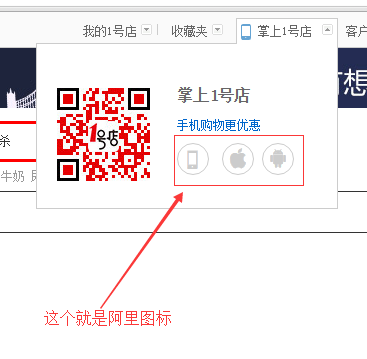 我的1号店 收藏夹 掌上1号店 客户
有想
掌上1号店
1号店
手机购物更优惠
杀
牛奶
这个就是阿里图标